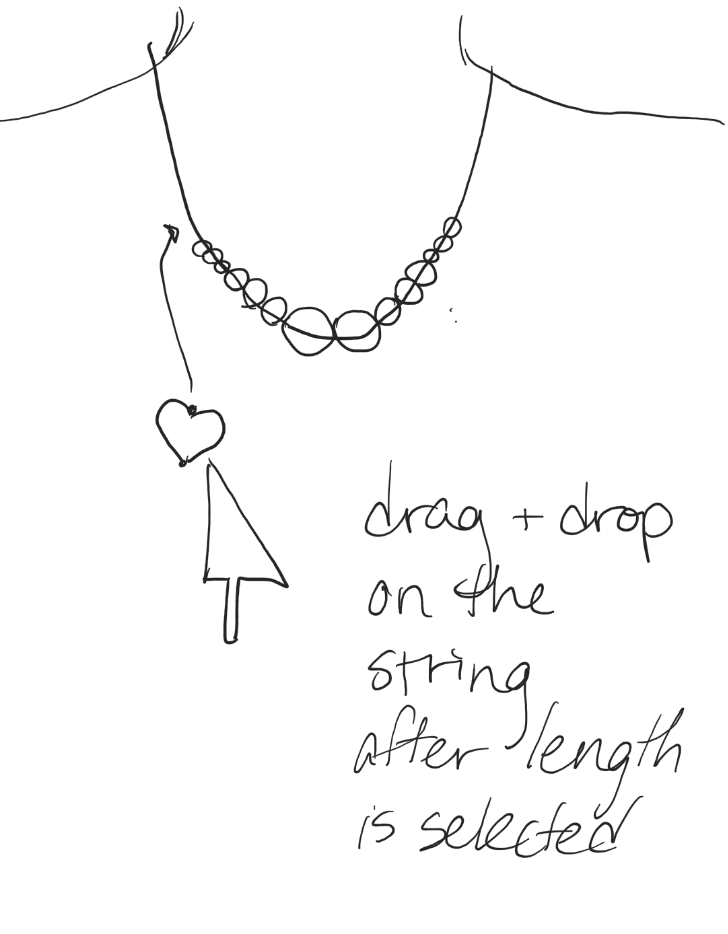 drag + drop
on the
string
after length
is selected